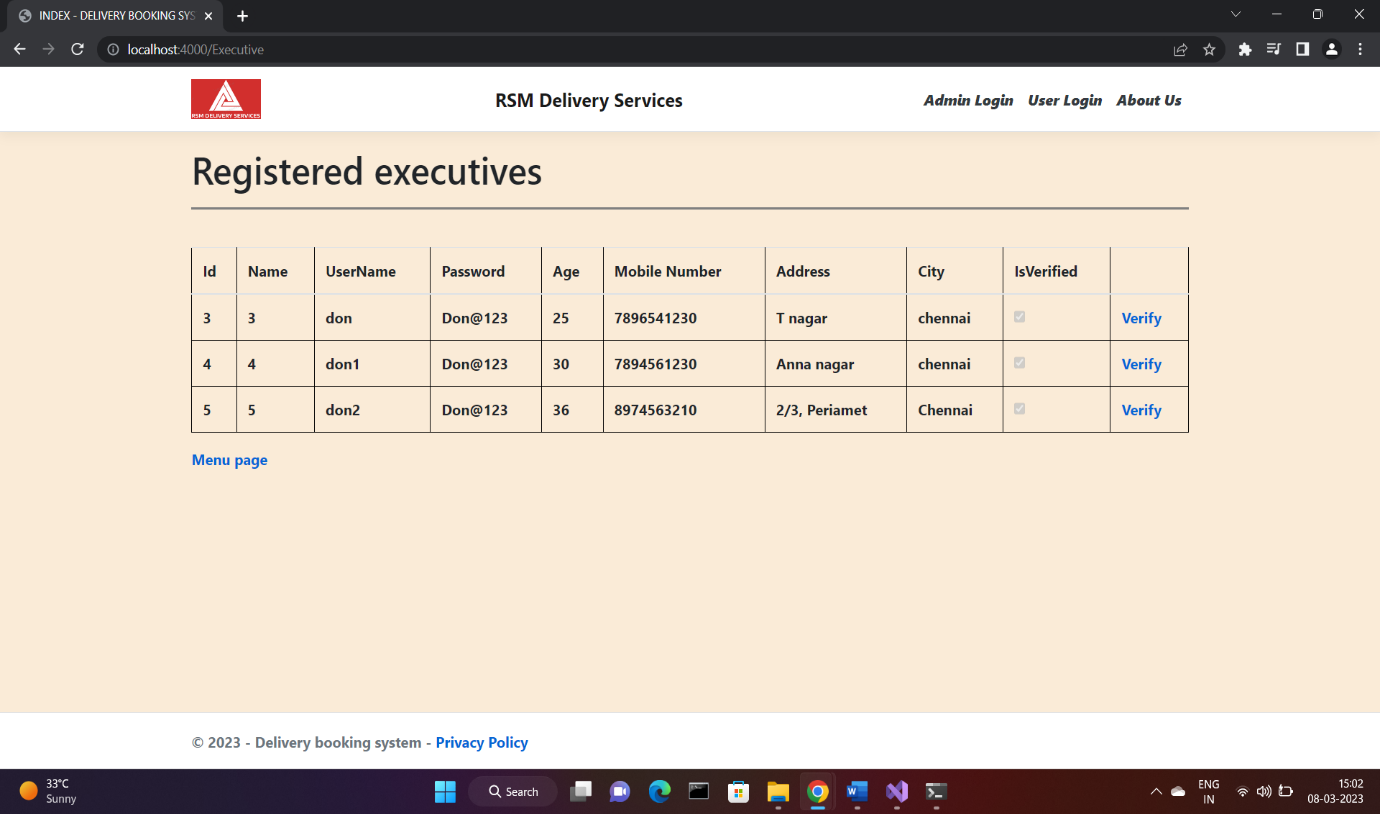 INDEX - DELIVERY BOOKING SYS
localhost:4000/Executive
RSM DELIVERY SERVICES
RSM Delivery Services
Admin Login User Login About Us
Registered executives
Id Name UserName Password Age Mobile Number Address City IsVerified
3 3 don Don@123 25 7896541230 T nagar chennai Verify
4 4 don1 Don@123 30 7894561230 Anna nagar chennai Verify
5 5 don2 Don@123 36 8974563210 2/3, Periamet Chennai Verify
Menu page
© 2023 - Delivery booking system - Privacy Policy
33°C
Sunny
Search
ENG
IN
15:02
08-03-2023